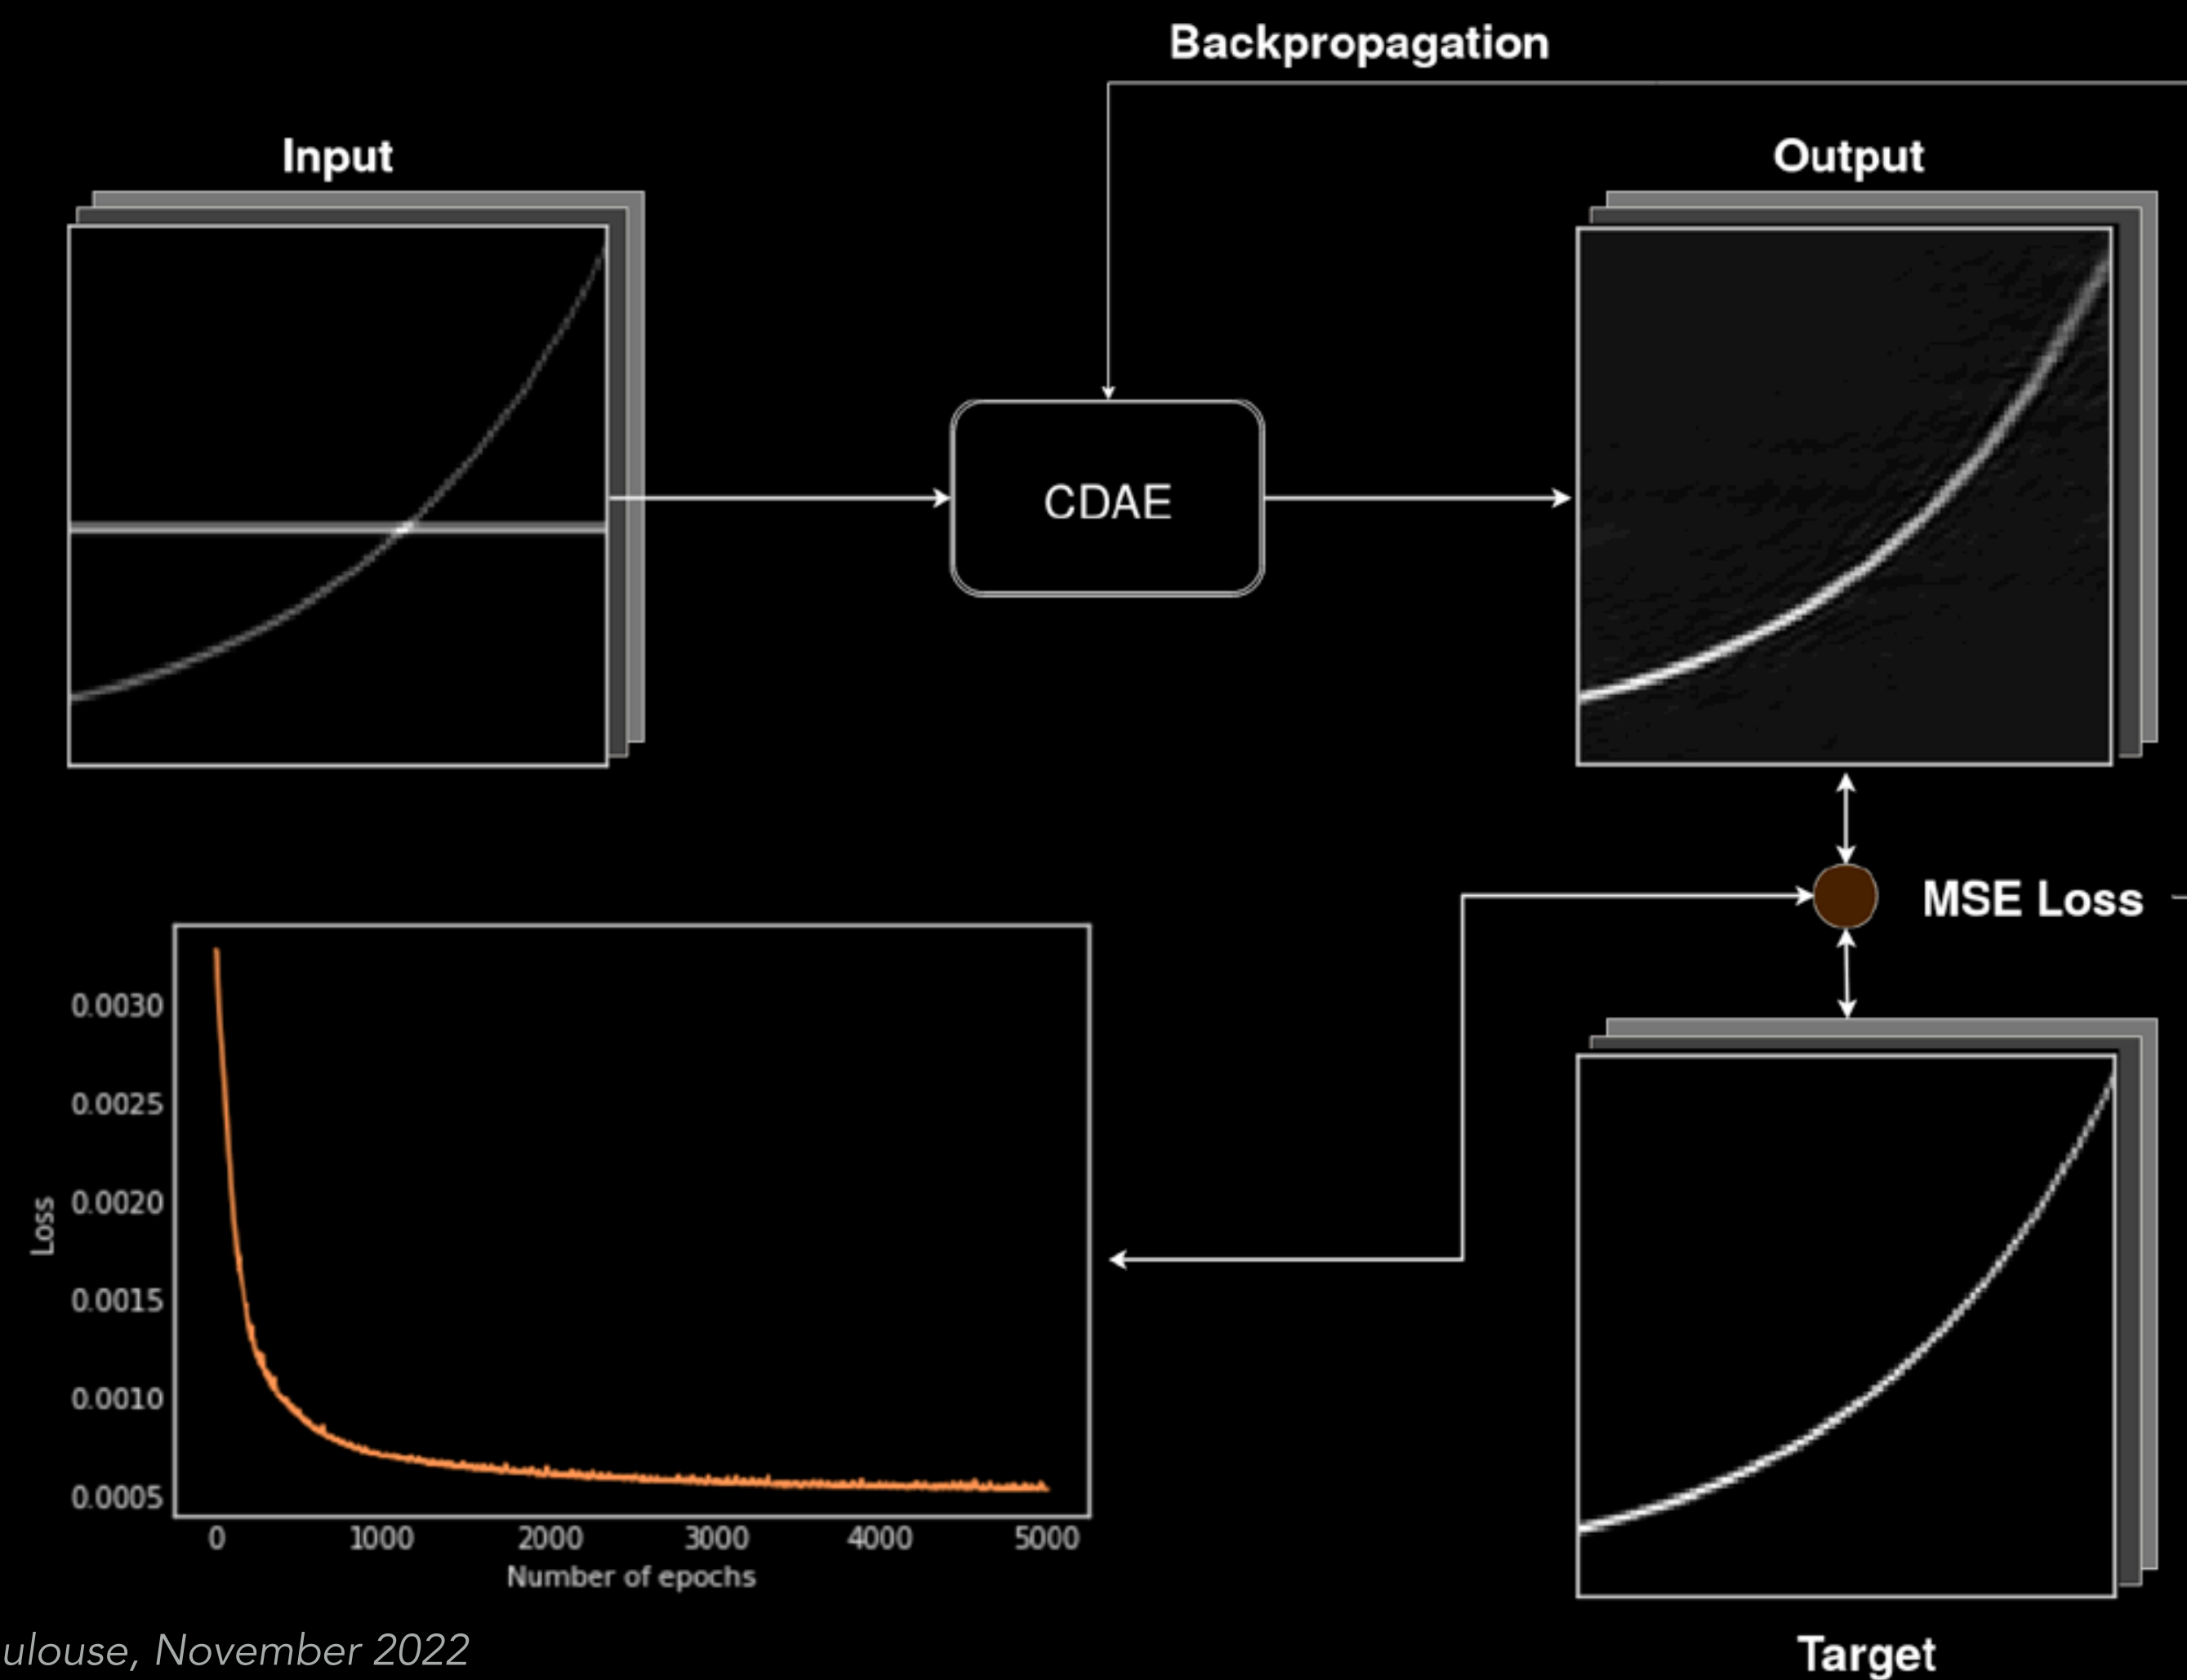 Backpropagation
Input
Output
CDAE
MSE Loss
0.0030
0.0025
0.0020
0.0015
0.0010
0.0005
Loss
0 1000 2000 3000 4000 5000
Number of epochs
Target
ulouse, November 2022